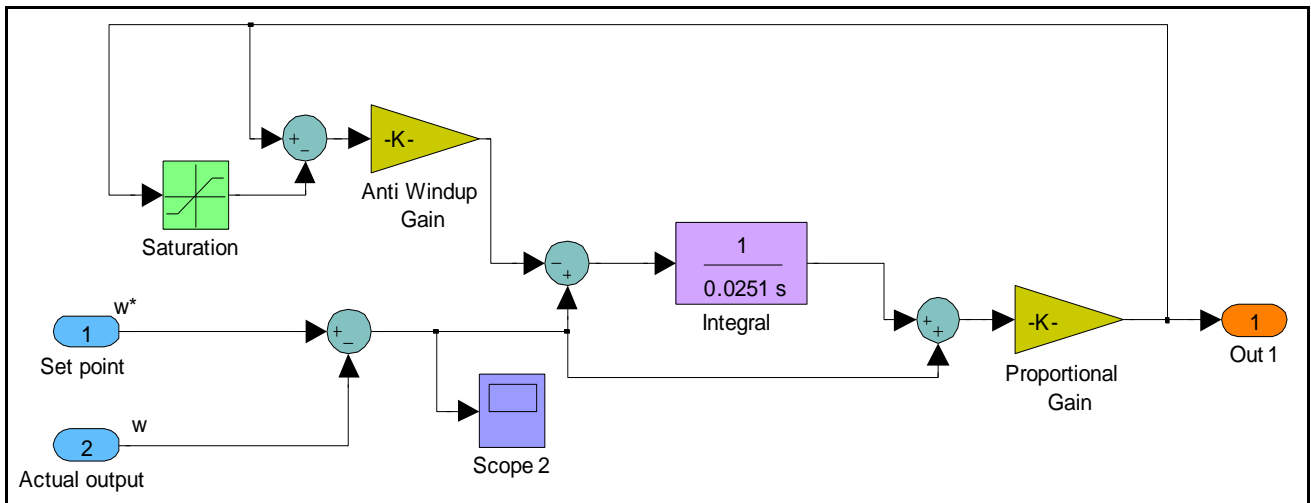 +
−
-K-
Anti Windup
Gain
Saturation
−
+
1
0.0251 s
Integral
w*
1
Set point
+
−
+
+
-K-
Proportional
Gain
1
Out 1
w
2
Actual output
Scope 2